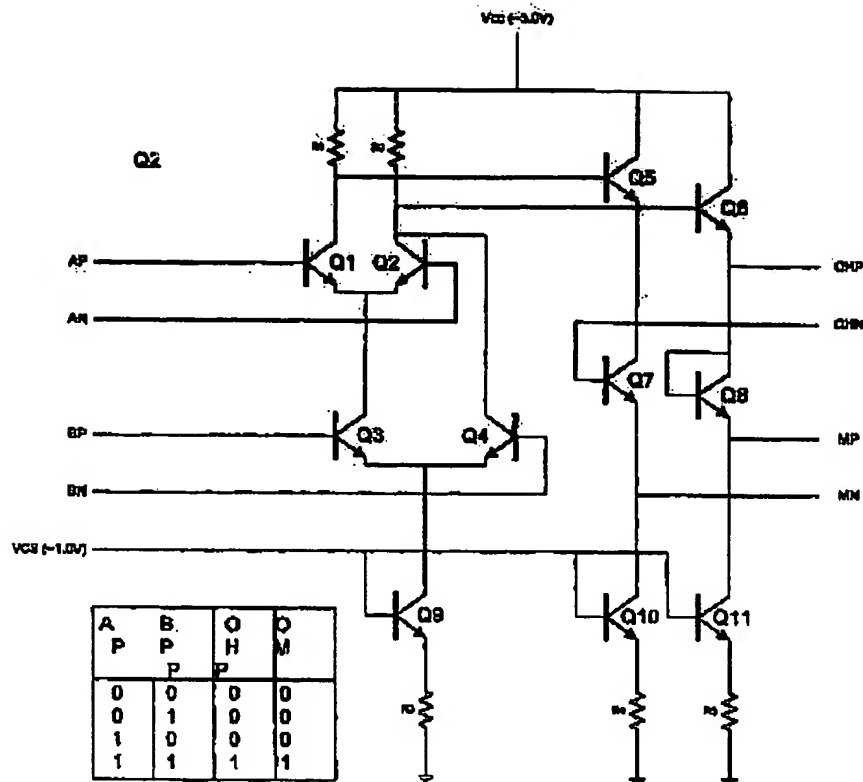 Vcc (~3.0V)
Q2
Q5
Q6
AP
Q1
Q2
OHP
AN
OHN
Q7
Q8
BP
Q3
Q4
MP
BN
MN
VCS (~1.0V)
Q9
Q10
Q11
A B O O
P P H M
P P
0 0 0 0
0 1 0 0
1 0 0 0
1 1 1 1